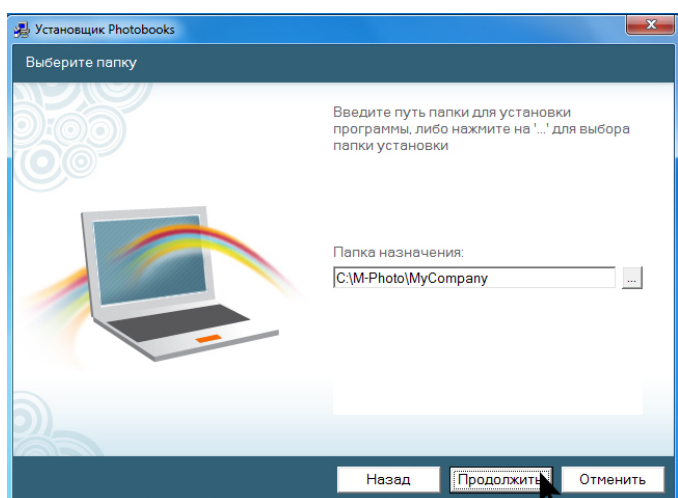 Установщик Photobooks
Выберите папку
Введите путь папки для установки
программы, либо нажмите на '...' для выбора
папки установки
Папка назначения:
C:\M-Photo\MyCompany
...
Назад
Продолжить
Отменить